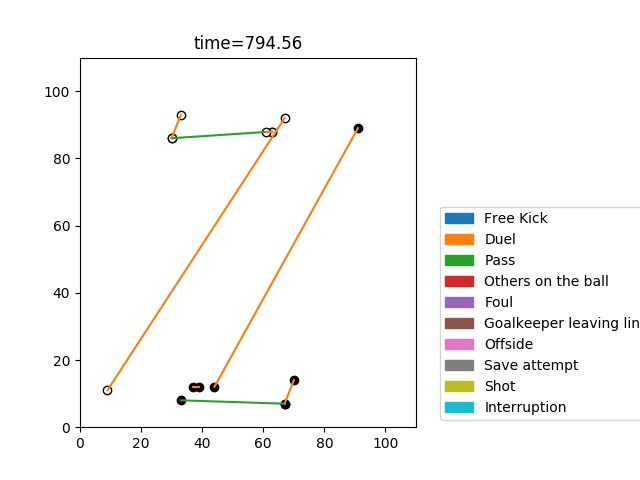 time=794.56
100
80
60
40
20
0
0 20 40 60 80 100
Free Kick
Duel
Pass
Others on the ball
Foul
Goalkeeper leaving lin
Offside
Save attempt
Shot
Interruption